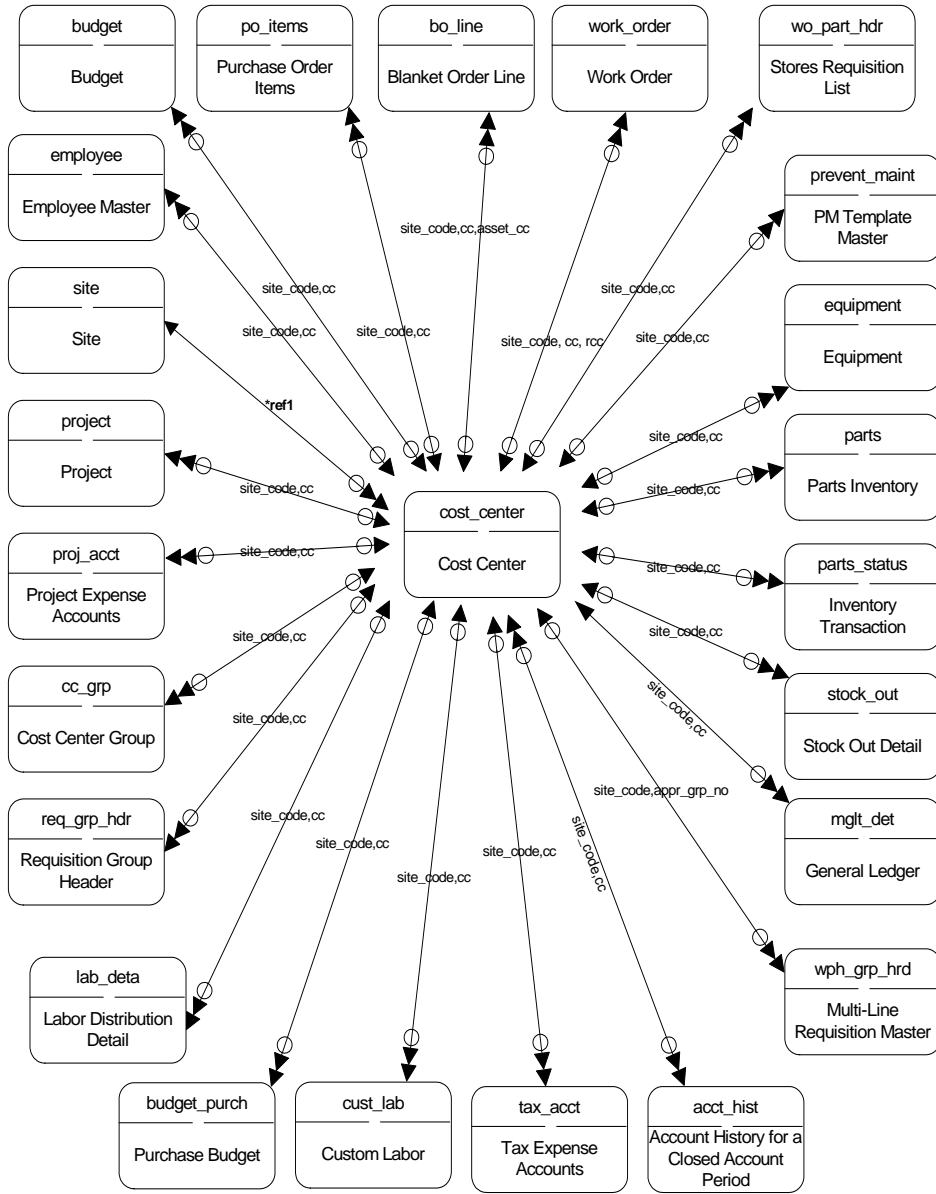 budget
Budget
po_items
Purchase Order
Items
bo_line
Blanket Order Line
work_order
Work Order
wo_part_hdr
Stores Requisition
List
employee
Employee Master
prevent_maint
PM Template
Master
site_code,cc,asset_cc
site
Site
site_code,cc
site_code,cc
site_code,cc
site_code,cc
site_code, cc, rcc
site_code,cc
equipment
Equipment
*ref1
project
Project
site_code,cc
parts
Parts Inventory
site_code,cc
site_code,cc
cost_center
Cost Center
proj_acct
Project Expense
Accounts
site_code,cc
site_code,cc
parts_status
Inventory
Transaction
site_code,cc
site_code,cc
cc_grp
Cost Center Group
site_code,cc
site_code,cc
stock_out
Stock Out Detail
req_grp_hdr
Requisition Group
Header
site_code,cc
site_code,cc
site_code,cc
site_code,cc
site_code,cc
site_code,appr_grp_no
mglt_det
General Ledger
lab_deta
Labor Distribution
Detail
wph_grp_hrd
Multi-Line
Requisition Master
budget_purch
Purchase Budget
cust_lab
Custom Labor
tax_acct
Tax Expense
Accounts
acct_hist
Account History for a
Closed Account
Period